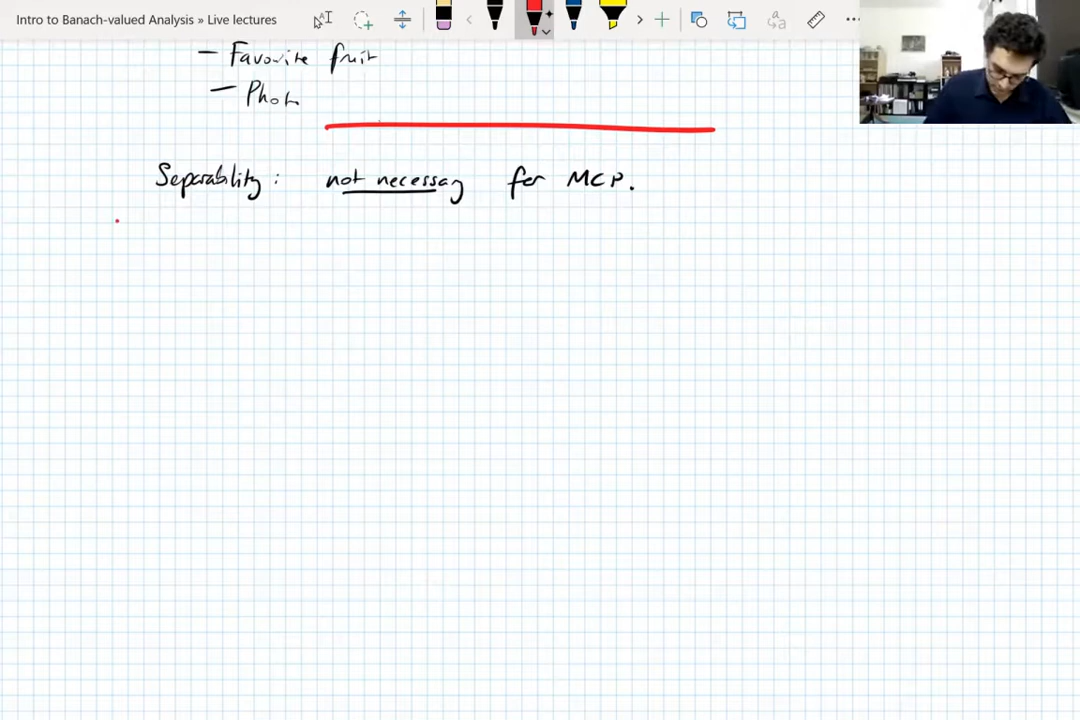 Intro to Banach-valued Analysis » Live lectures
— Favorite fruit
— Photo
Separability: not necessary for MCP.